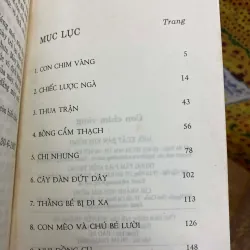 MỤC LỤC
Trang
1. CON CHIM VÀNG 5
2. CHIẾC LƯỢC NGÀ 14
3. THUA TRẬN 43
4. BÔNG CẨM THẠCH 56
5. CHỊ NHUNG 78
6. CÂY ĐÀN ĐỨT DÂY 102
7. THẰNG BÉ BỊ ĐI XA 113
8. CON MÈO VÀ CHÚ BÉ LƯỜI 126
148